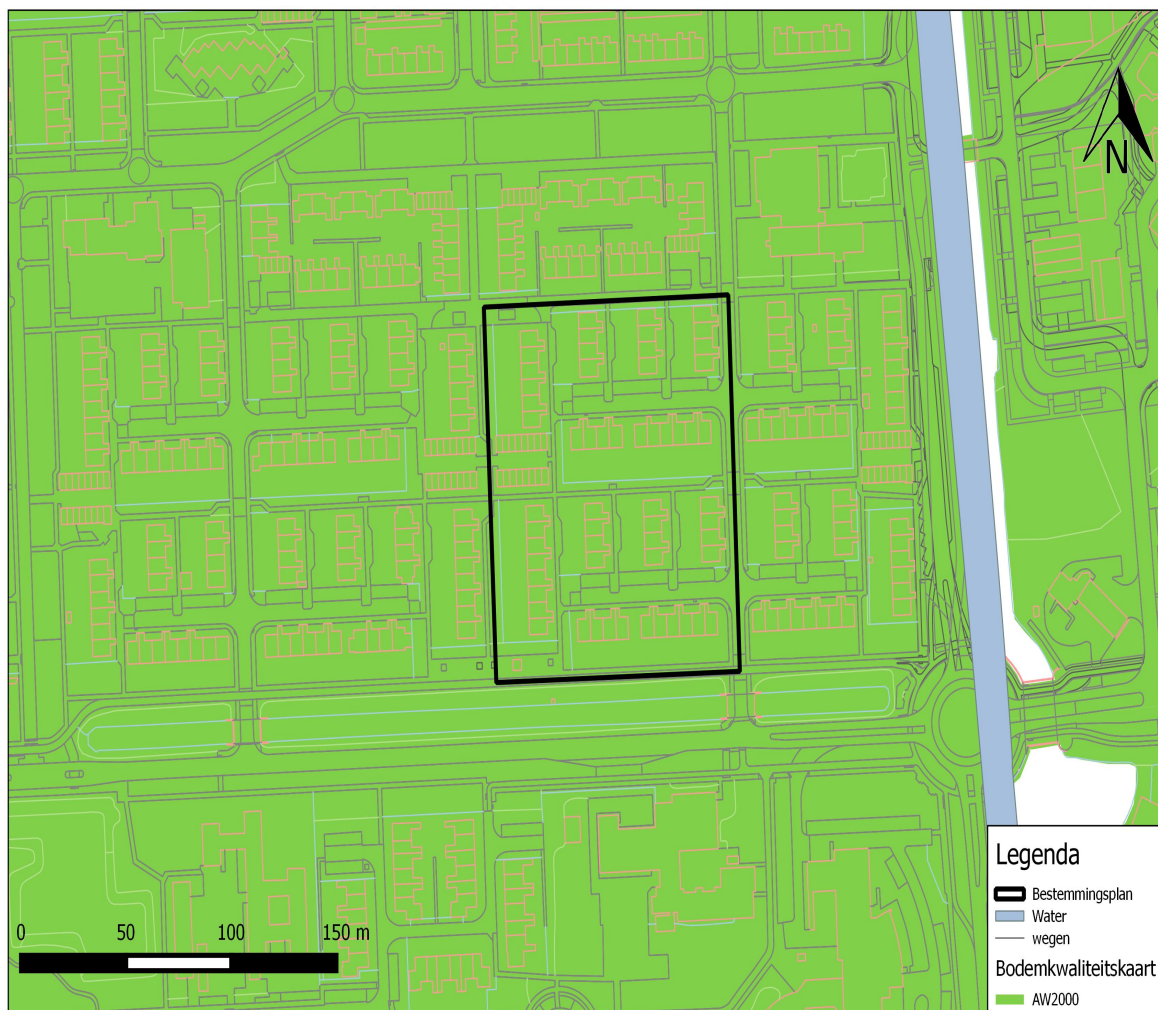 N
0 50 100 150 m
Legenda
Bestemmingsplan
Water
wegen
Bodemkwaliteitskaart
AW2000